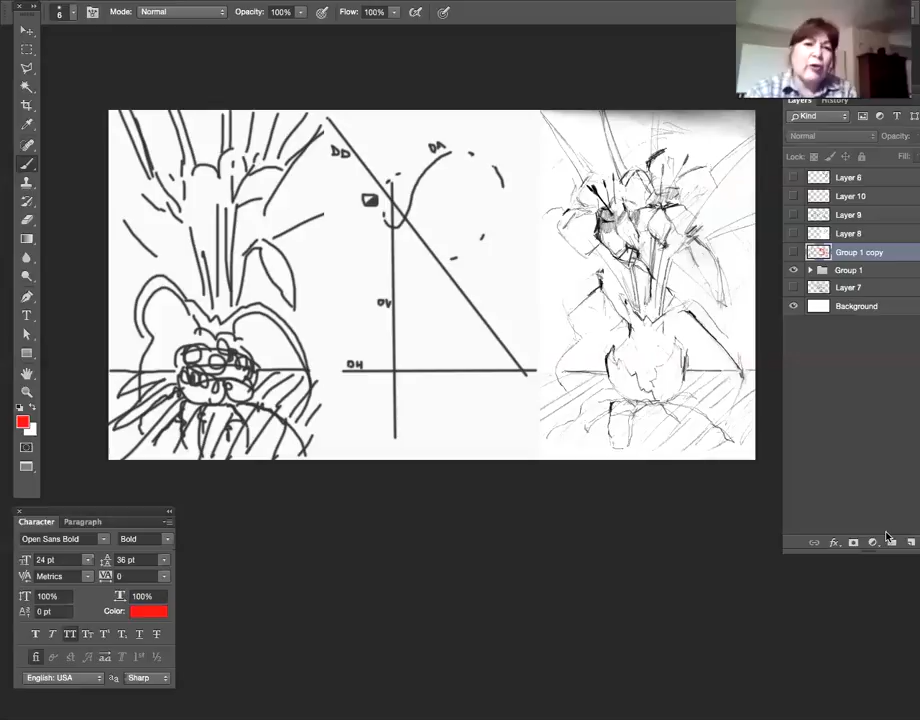 6
Mode: Normal
Opacity: 100%
Flow: 100%
Layers
History
Kind
Normal
Opacity:
Lock:
Fill:
Layer 6
Layer 10
Layer 9
Layer 8
Group 1 copy
Group 1
Layer 7
Background
DD
DA
DV
DH
Character
Paragraph
Open Sans Bold
Bold
24 pt
36 pt
Metrics
0
100%
100%
0 pt
Color:
English: USA
Sharp